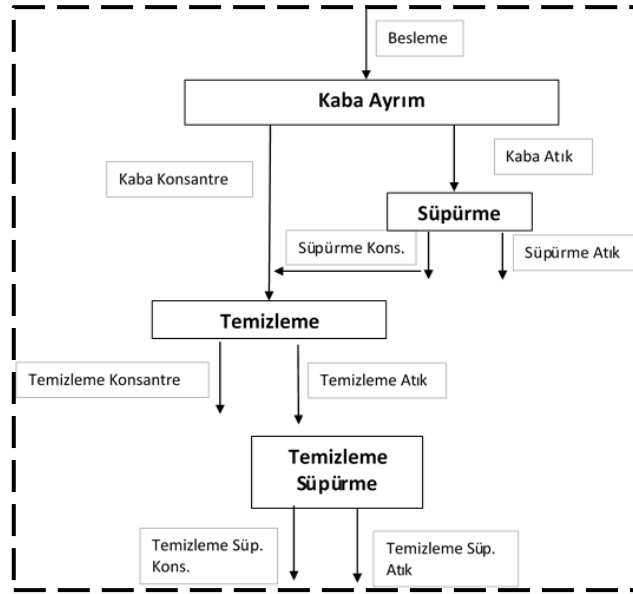 Besleme
Kaba Ayrım
Kaba Konsantre
Kaba Atık
Süpürme
Süpürme Kons.
Süpürme Atık
Temizleme
Temizleme Konsantre
Temizleme Atık
Temizleme
Süpürme
Temizleme Süp.
Kons.
Temizleme Süp.
Atık